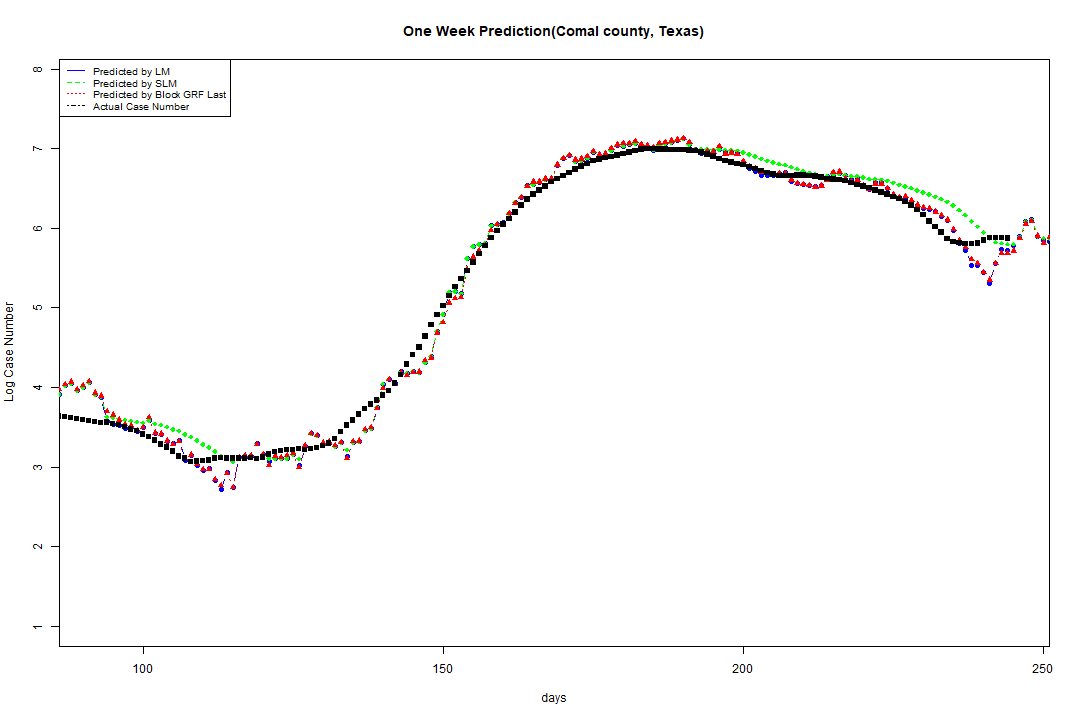 One Week Prediction(Comal county, Texas)
Predicted by LM
Predicted by SLM
Predicted by Block GRF Last
Actual Case Number
8
7
6
5
4
3
2
1
Log Case Number
100
150
200
250
days